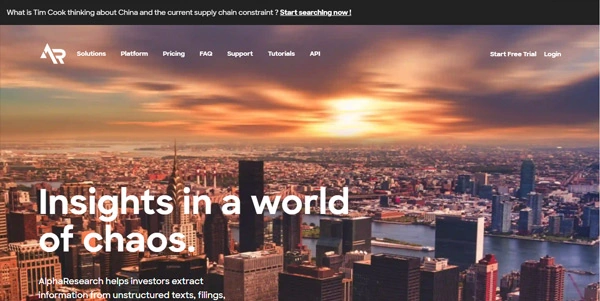 What is Tim Cook thinking about China and the current supply chain constraint ? Start searching now !
AR
Solutions Platform Pricing FAQ Support Tutorials API Start Free Trial Login
Insights in a world
of chaos.
AlphaResearch helps investors extract
information from unstructured texts, filings,